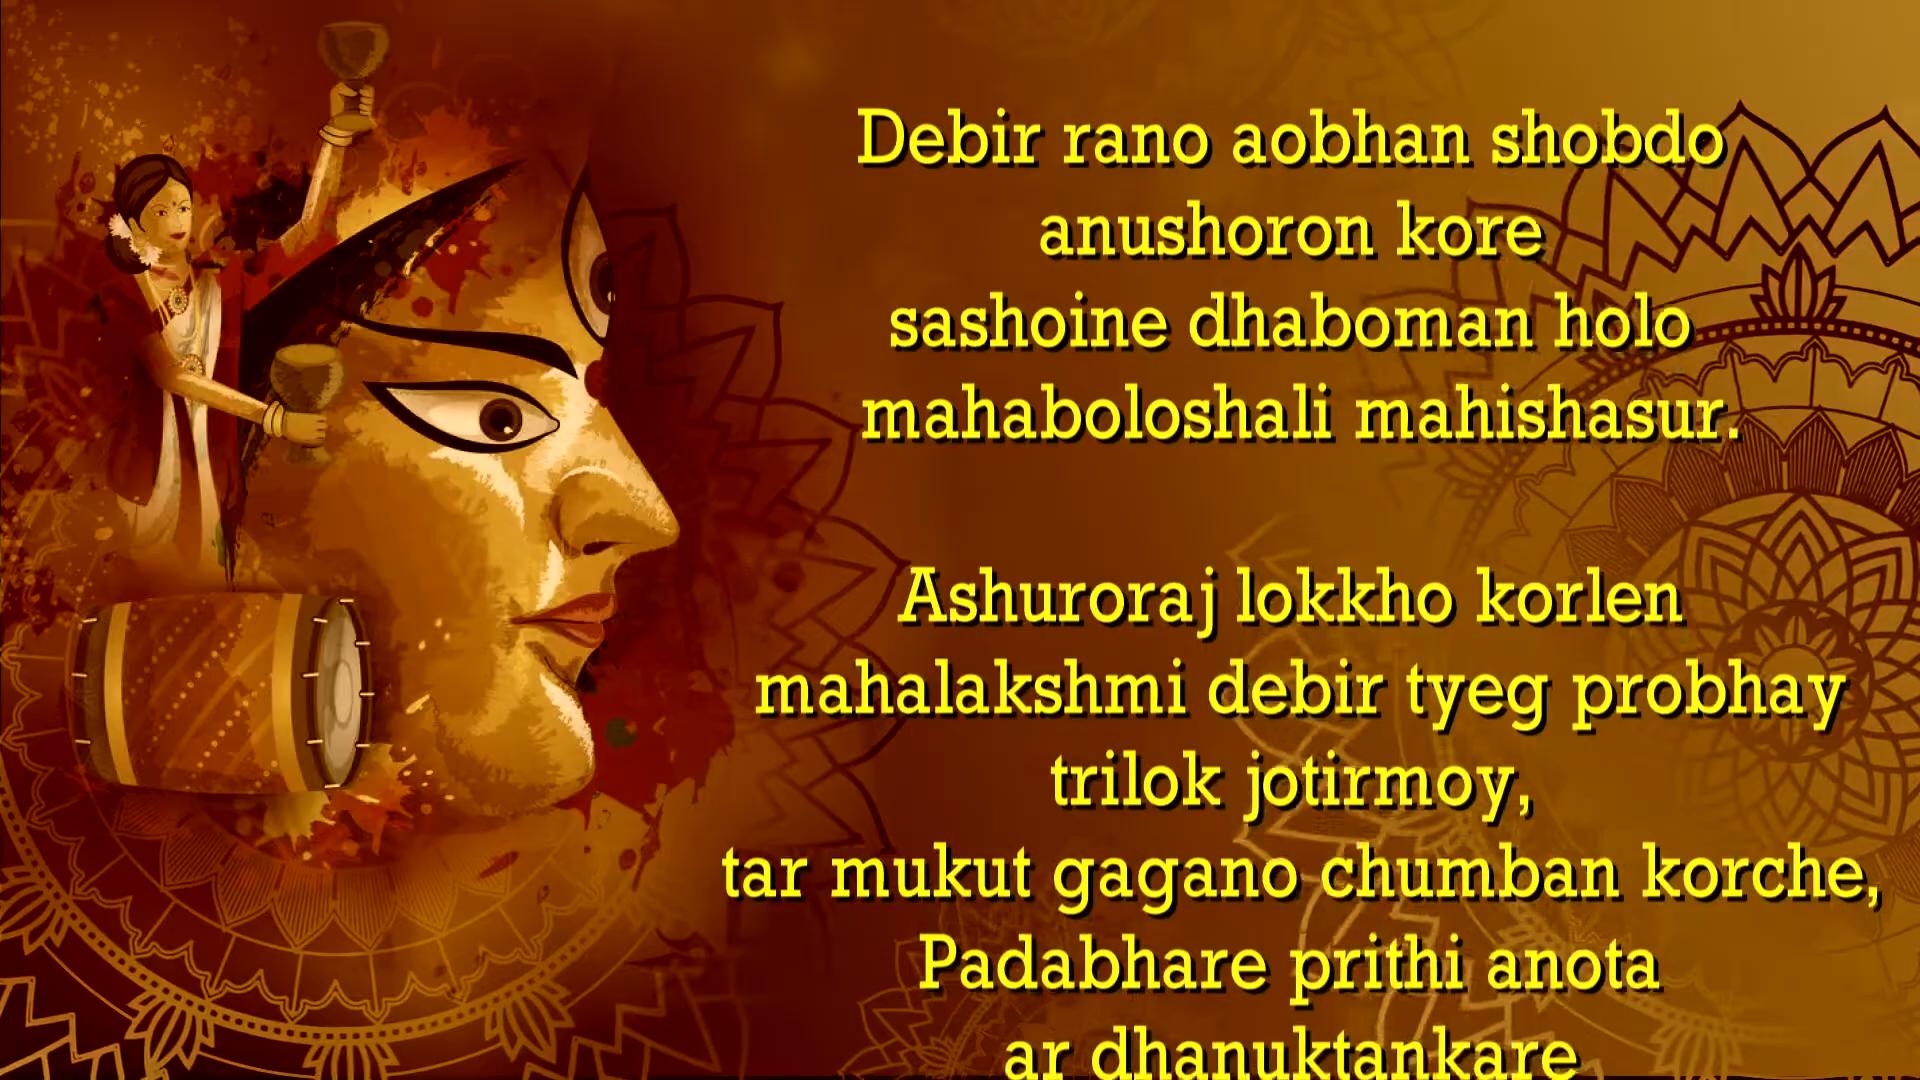 Debir rano aobhan shobdo
anushoron kore
sashoine dhaboman holo
mahaboloshali mahishasur.
Ashuroraj lokkho korlen
mahalakshmi debir tyeg probhay
trilok jotirmoy,
tar mukut gagano chumban korche,
Padabhare prithi anota
ar dhanuktankare